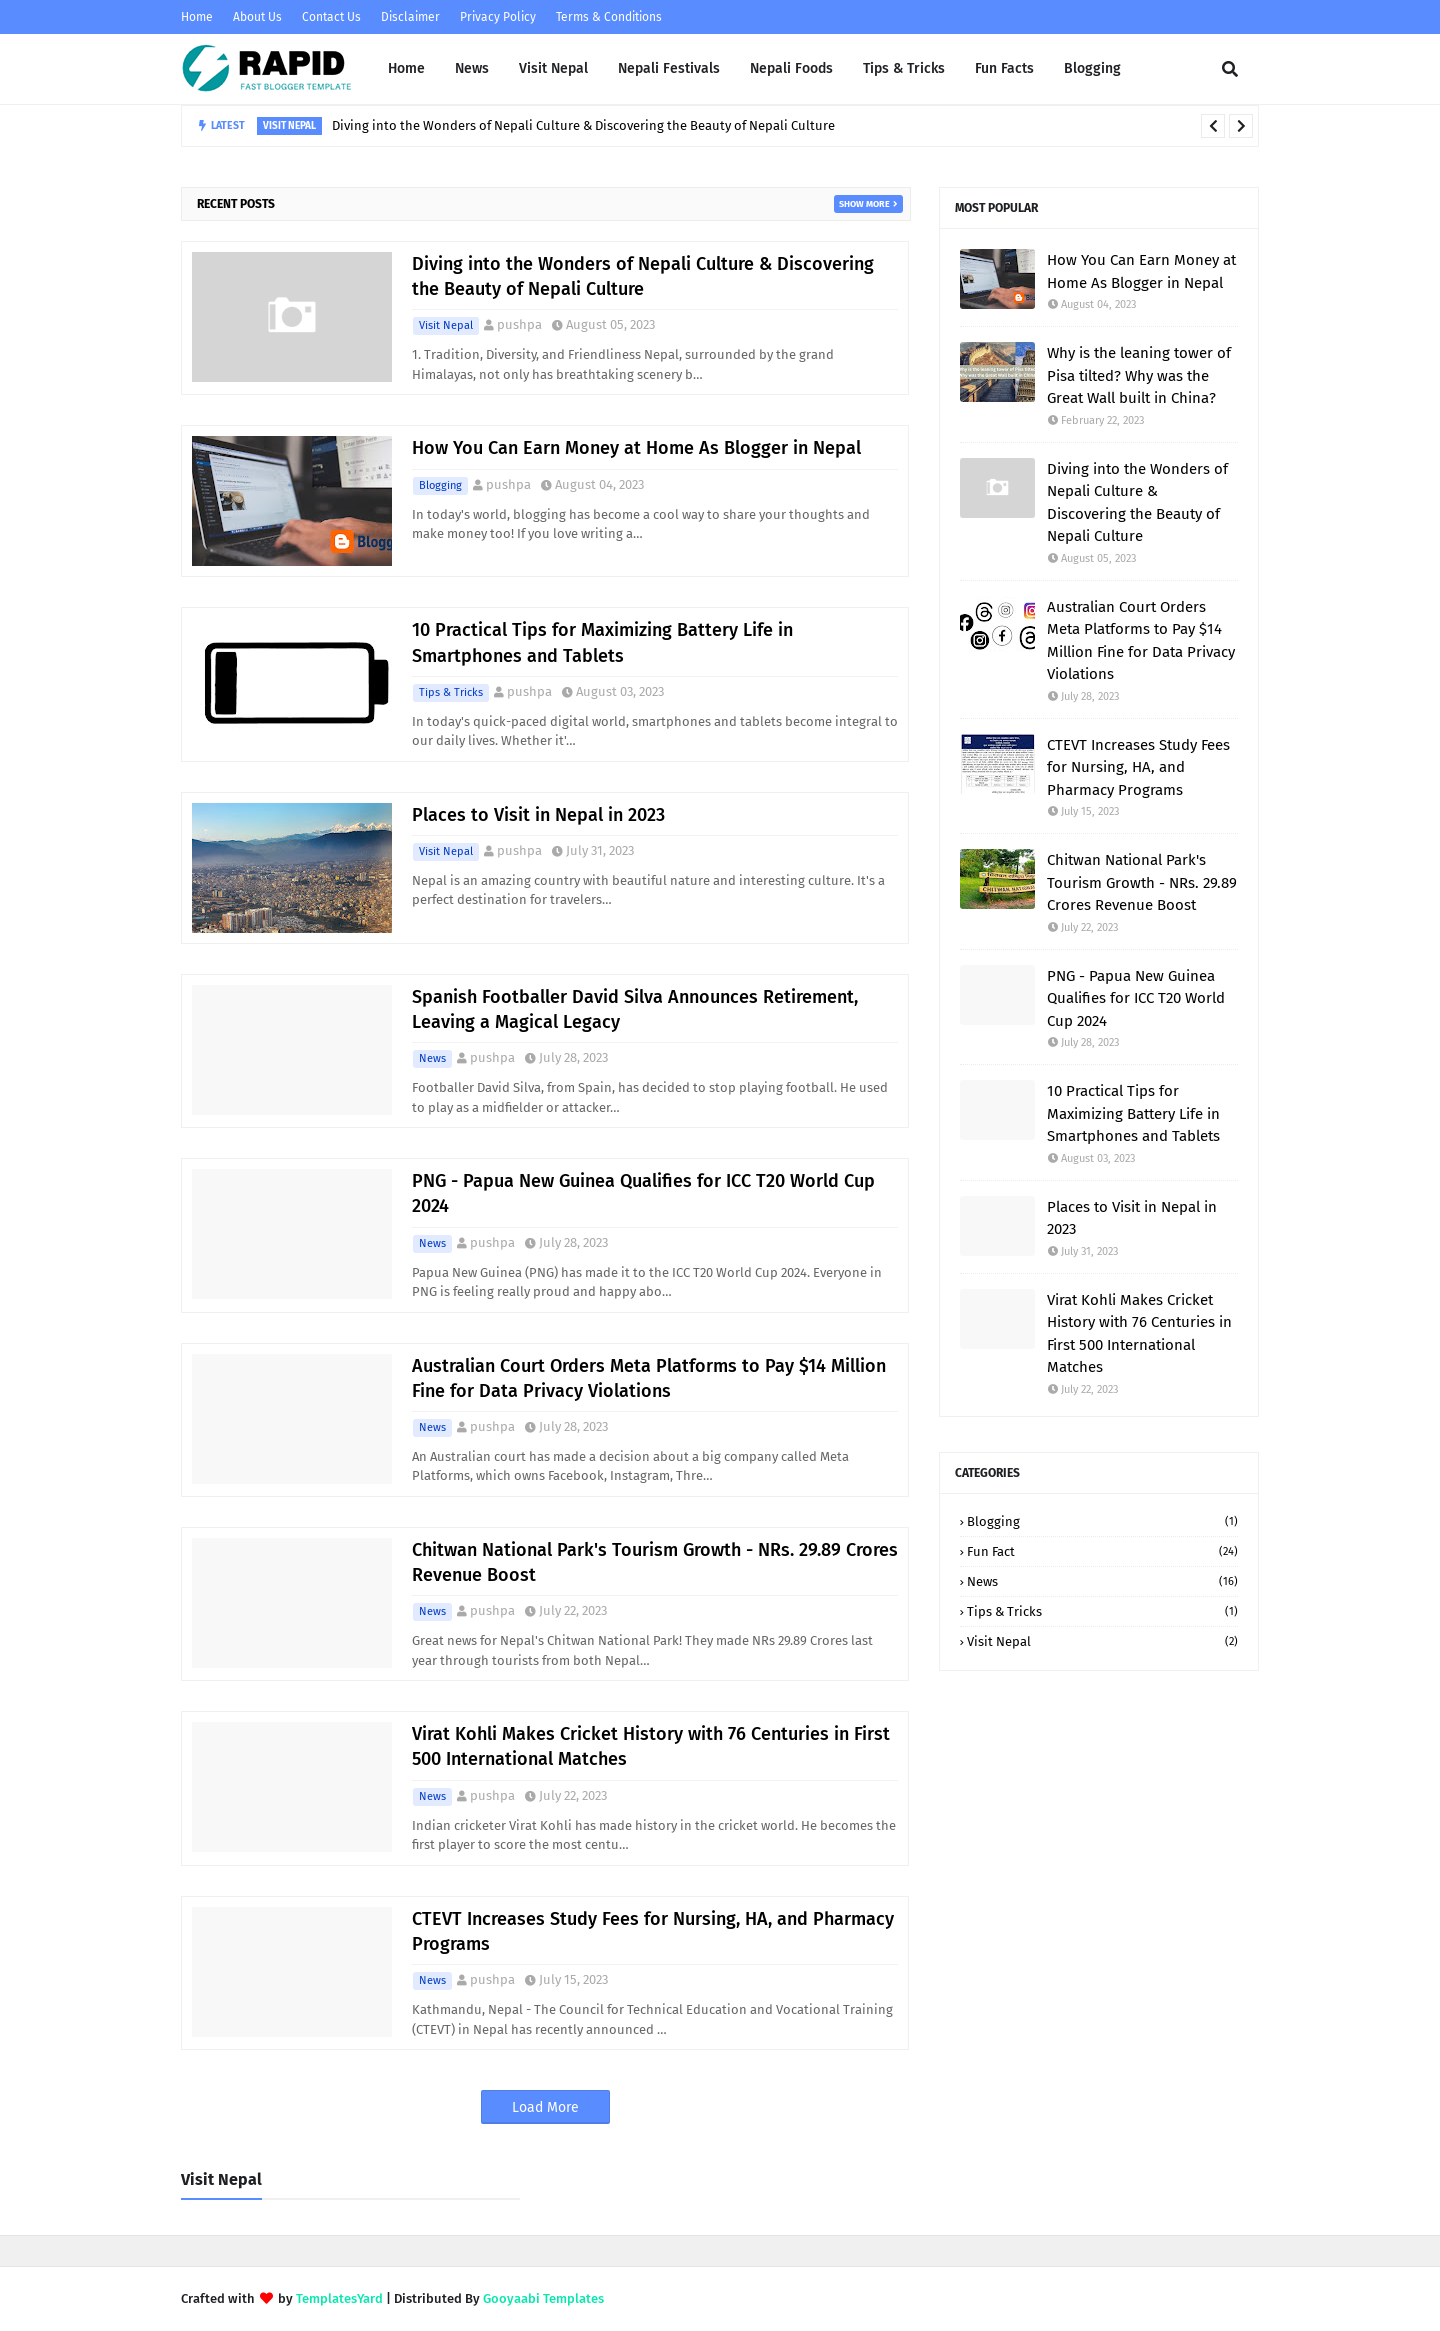 Home About Us Contact Us Disclaimer Privacy Policy Terms & Conditions
RAPID
FAST BLOGGER TEMPLATE
Home News Visit Nepal Nepali Festivals Nepali Foods Tips & Tricks Fun Facts Blogging
LATEST VISIT NEPAL Diving into the Wonders of Nepali Culture & Discovering the Beauty of Nepali Culture
RECENT POSTS SHOW MORE
Diving into the Wonders of Nepali Culture & Discovering
the Beauty of Nepali Culture
Visit Nepal pushpa August 05, 2023
1. Tradition, Diversity, and Friendliness Nepal, surrounded by the grand
Himalayas, not only has breathtaking scenery b…
How You Can Earn Money at Home As Blogger in Nepal
Blogging pushpa August 04, 2023
In today's world, blogging has become a cool way to share your thoughts and
make money too! If you love writing a…
Blogg
10 Practical Tips for Maximizing Battery Life in
Smartphones and Tablets
Tips & Tricks pushpa August 03, 2023
In today's quick-paced digital world, smartphones and tablets become integral to
our daily lives. Whether it'…
Places to Visit in Nepal in 2023
Visit Nepal pushpa July 31, 2023
Nepal is an amazing country with beautiful nature and interesting culture. It's a
perfect destination for travelers…
Spanish Footballer David Silva Announces Retirement,
Leaving a Magical Legacy
News pushpa July 28, 2023
Footballer David Silva, from Spain, has decided to stop playing football. He used
to play as a midfielder or attacker…
PNG - Papua New Guinea Qualifies for ICC T20 World Cup
2024
News pushpa July 28, 2023
Papua New Guinea (PNG) has made it to the ICC T20 World Cup 2024. Everyone in
PNG is feeling really proud and happy abo…
Australian Court Orders Meta Platforms to Pay $14 Million
Fine for Data Privacy Violations
News pushpa July 28, 2023
An Australian court has made a decision about a big company called Meta
Platforms, which owns Facebook, Instagram, Thre…
Chitwan National Park's Tourism Growth - NRs. 29.89 Crores
Revenue Boost
News pushpa July 22, 2023
Great news for Nepal's Chitwan National Park! They made NRs 29.89 Crores last
year through tourists from both Nepal…
Virat Kohli Makes Cricket History with 76 Centuries in First
500 International Matches
News pushpa July 22, 2023
Indian cricketer Virat Kohli has made history in the cricket world. He becomes the
first player to score the most centu…
CTEVT Increases Study Fees for Nursing, HA, and Pharmacy
Programs
News pushpa July 15, 2023
Kathmandu, Nepal - The Council for Technical Education and Vocational Training
(CTEVT) in Nepal has recently announced …
Load More
MOST POPULAR
How You Can Earn Money at
Home As Blogger in Nepal
August 04, 2023
Why is the leaning tower of
Pisa tilted? Why was the
Great Wall built in China?
February 22, 2023
Diving into the Wonders of
Nepali Culture &
Discovering the Beauty of
Nepali Culture
August 05, 2023
Australian Court Orders
Meta Platforms to Pay $14
Million Fine for Data Privacy
Violations
July 28, 2023
CTEVT Increases Study Fees
for Nursing, HA, and
Pharmacy Programs
July 15, 2023
Chitwan National Park's
Tourism Growth - NRs. 29.89
Crores Revenue Boost
July 22, 2023
PNG - Papua New Guinea
Qualifies for ICC T20 World
Cup 2024
July 28, 2023
10 Practical Tips for
Maximizing Battery Life in
Smartphones and Tablets
August 03, 2023
Places to Visit in Nepal in
2023
July 31, 2023
Virat Kohli Makes Cricket
History with 76 Centuries in
First 500 International
Matches
July 22, 2023
CATEGORIES
› Blogging (1)
› Fun Fact (24)
› News (16)
› Tips & Tricks (1)
› Visit Nepal (2)
Visit Nepal
Crafted with by TemplatesYard | Distributed By Gooyaabi Templates